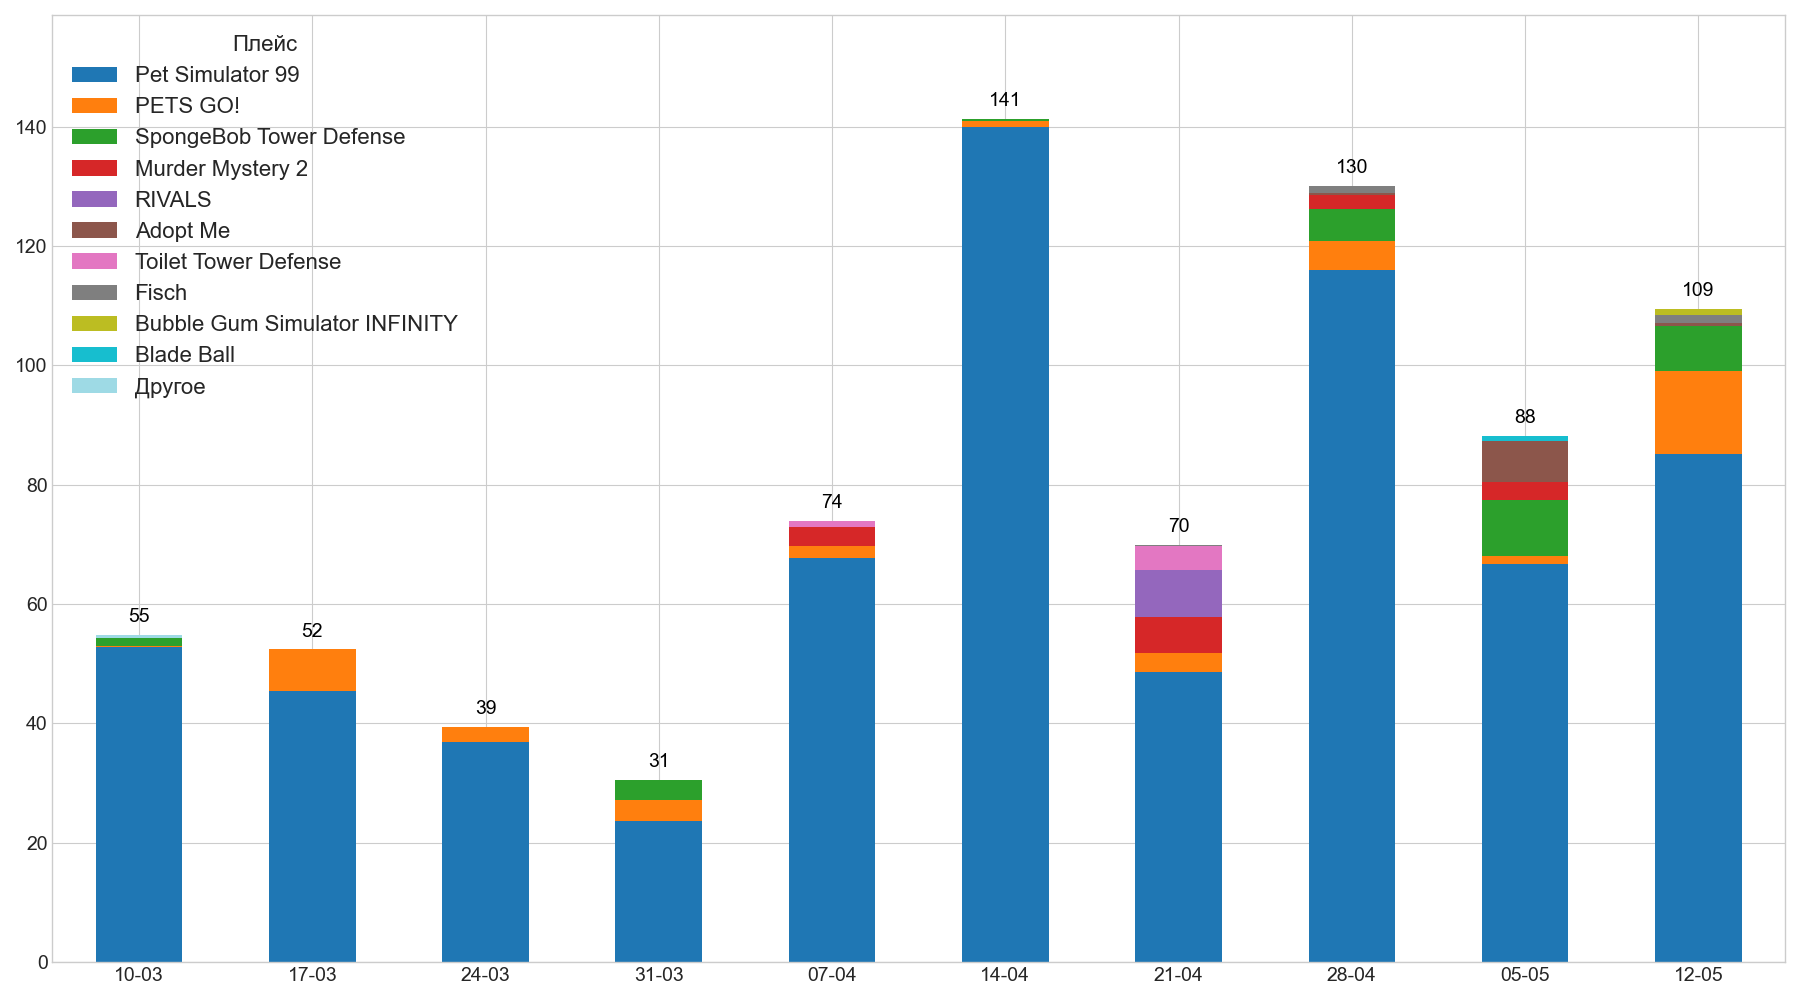 Плейс
Pet Simulator 99
PETS GO!
SpongeBob Tower Defense
Murder Mystery 2
RIVALS
Adopt Me
Toilet Tower Defense
Fisch
Bubble Gum Simulator INFINITY
Blade Ball
Другое
140
120
100
80
60
40
20
0
55
52
39
31
74
141
70
130
88
109
10-03
17-03
24-03
31-03
07-04
14-04
21-04
28-04
05-05
12-05